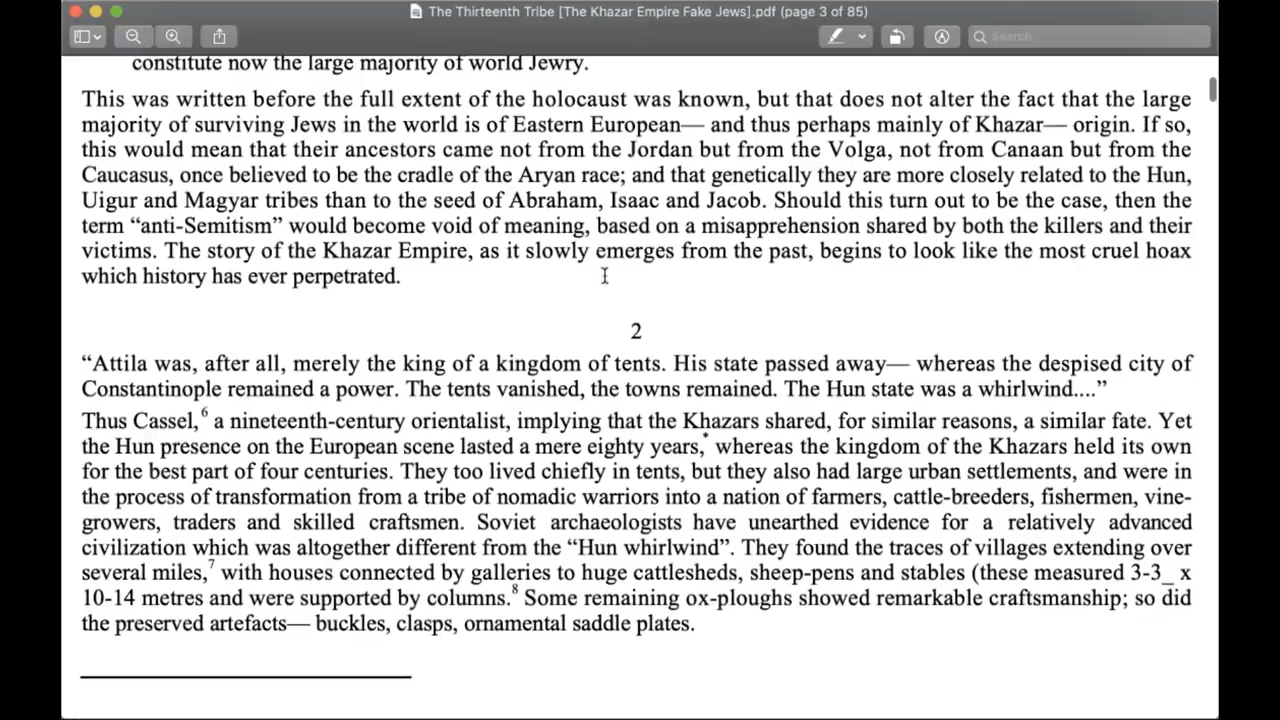 The Thirteenth Tribe [The Khazar Empire Fake Jews].pdf (page 3 of 85)
Search
constitute now the large majority of world Jewry.
This was written before the full extent of the holocaust was known, but that does not alter the fact that the large
majority of surviving Jews in the world is of Eastern European— and thus perhaps mainly of Khazar— origin. If so,
this would mean that their ancestors came not from the Jordan but from the Volga, not from Canaan but from the
Caucasus, once believed to be the cradle of the Aryan race; and that genetically they are more closely related to the Hun,
Uigur and Magyar tribes than to the seed of Abraham, Isaac and Jacob. Should this turn out to be the case, then the
term “anti-Semitism” would become void of meaning, based on a misapprehension shared by both the killers and their
victims. The story of the Khazar Empire, as it slowly emerges from the past, begins to look like the most cruel hoax
which history has ever perpetrated.
2
“Attila was, after all, merely the king of a kingdom of tents. His state passed away— whereas the despised city of
Constantinople remained a power. The tents vanished, the towns remained. The Hun state was a whirlwind....”
Thus Cassel,6 a nineteenth-century orientalist, implying that the Khazars shared, for similar reasons, a similar fate. Yet
the Hun presence on the European scene lasted a mere eighty years,* whereas the kingdom of the Khazars held its own
for the best part of four centuries. They too lived chiefly in tents, but they also had large urban settlements, and were in
the process of transformation from a tribe of nomadic warriors into a nation of farmers, cattle-breeders, fishermen, vine-
growers, traders and skilled craftsmen. Soviet archaeologists have unearthed evidence for a relatively advanced
civilization which was altogether different from the “Hun whirlwind”. They found the traces of villages extending over
several miles,7 with houses connected by galleries to huge cattlesheds, sheep-pens and stables (these measured 3-3_ x
10-14 metres and were supported by columns.8 Some remaining ox-ploughs showed remarkable craftsmanship; so did
the preserved artefacts— buckles, clasps, ornamental saddle plates.